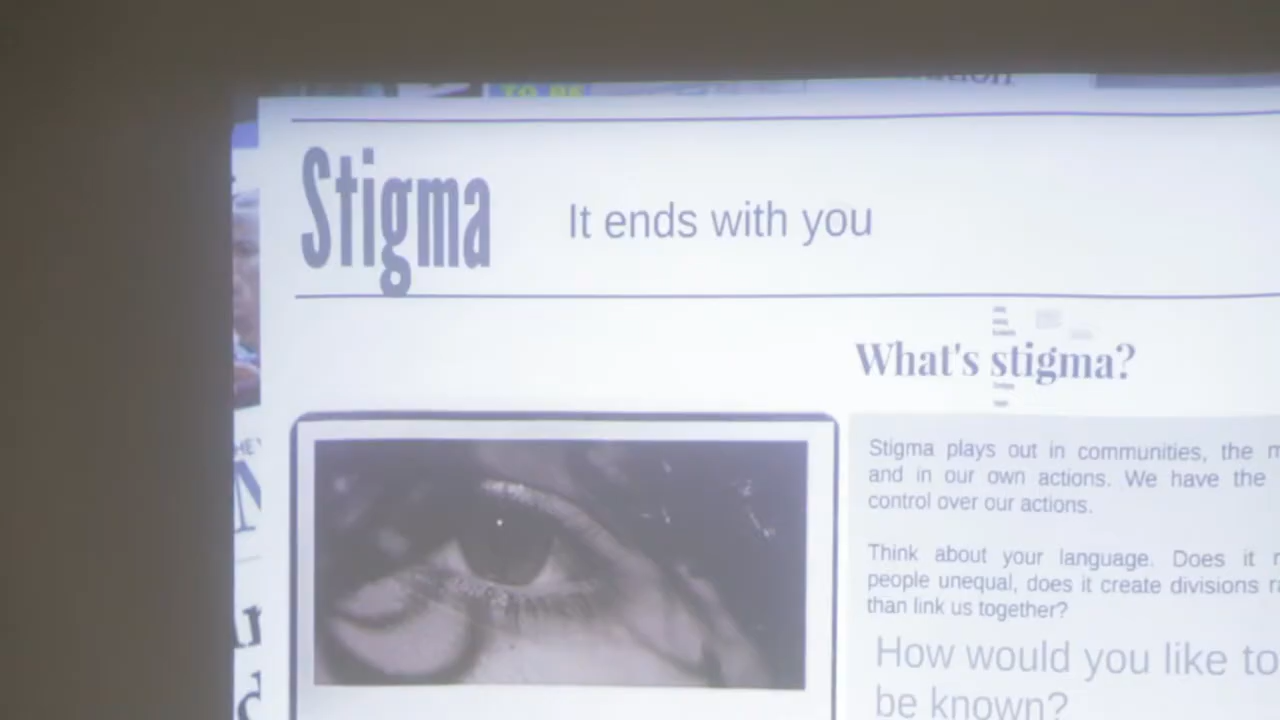 TO BE
Stigma
It ends with you
What's stigma?
Stigma plays out in communities, the
and in our own actions. We have the
control over our actions.
Think about your language. Does it
people unequal, does it create divisions
than link us together?
How would you like to
be known?